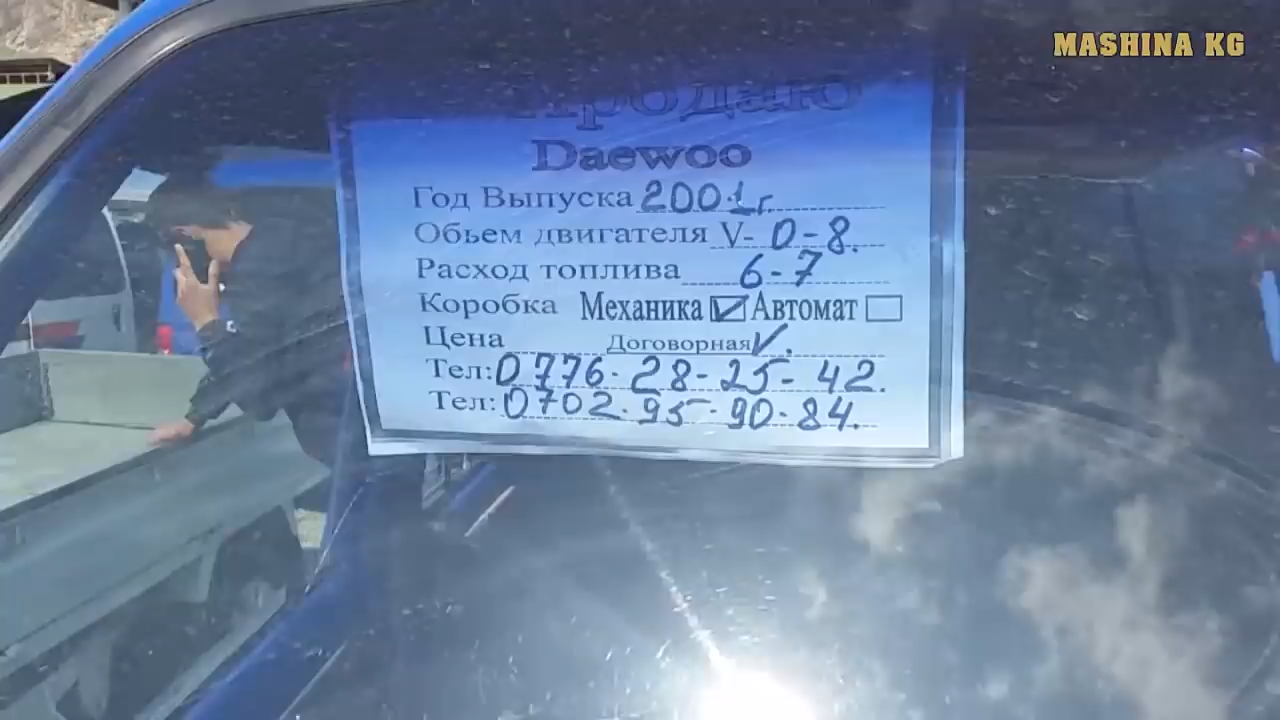 MASHINA KG
Продаю
Daewoo
Год Выпуска 2001г.
Обьем двигателя V- 0-8.
Расход топлива 6-7
Коробка Механика ☑ Автомат ☐
Цена Договорная ✓.
Тел: 0776-28-25-42.
Тел: 0702-95-90-84.